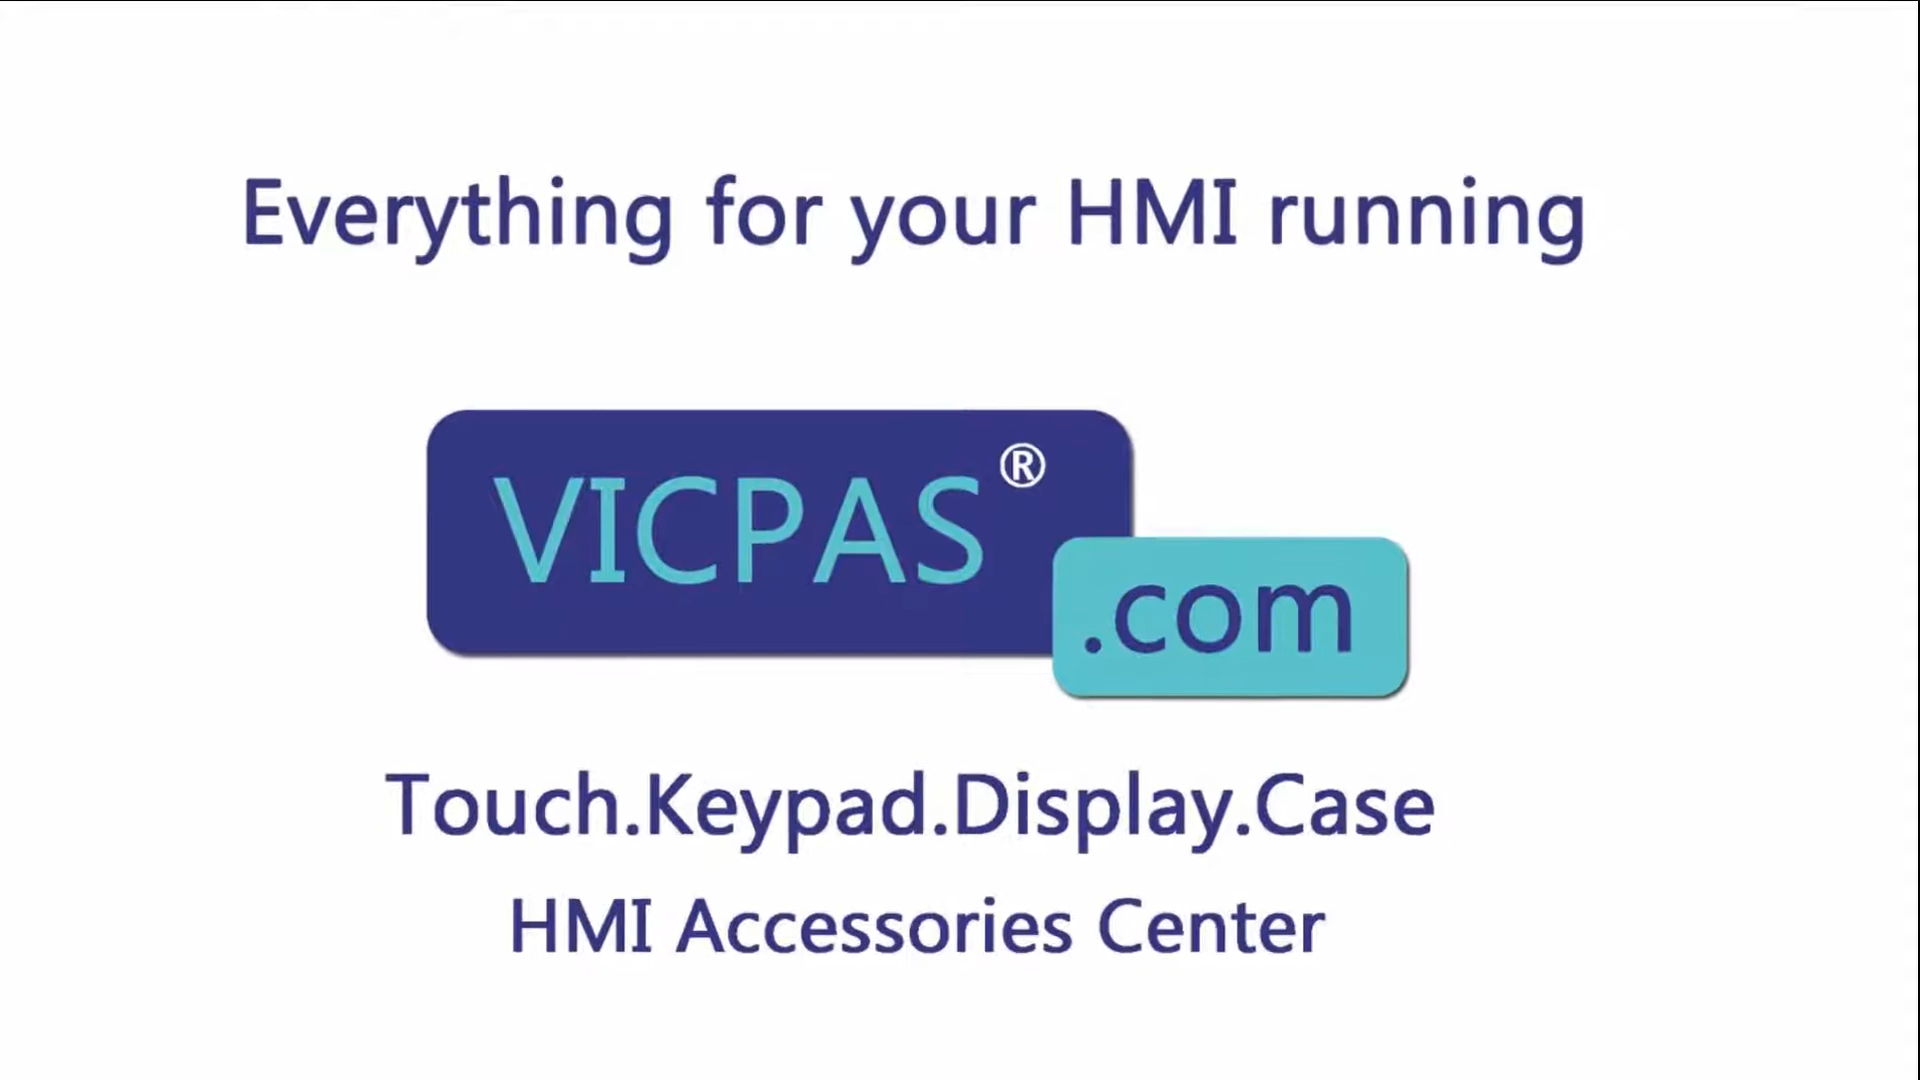 Everything for your HMI running
VICPAS®
.com
Touch.Keypad.Display.Case
HMI Accessories Center